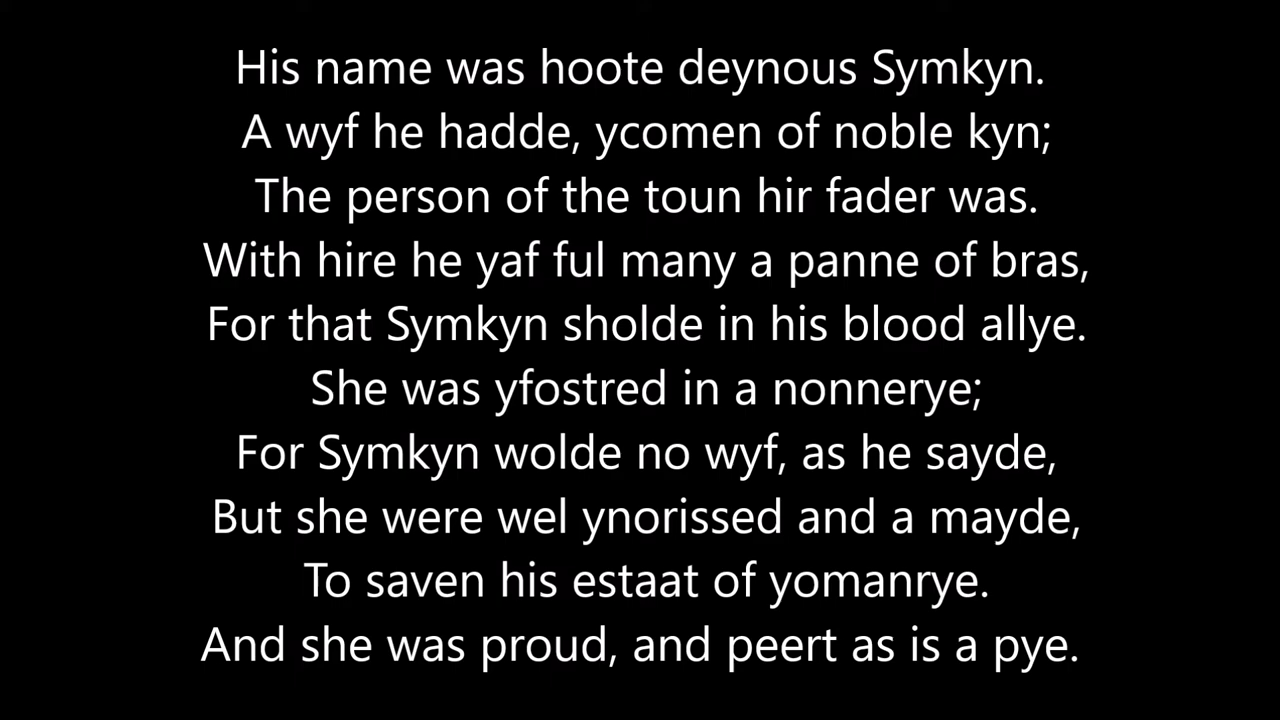 His name was hoote deynous Symkyn.
A wyf he hadde, ycomen of noble kyn;
The person of the toun hir fader was.
With hire he yaf ful many a panne of bras,
For that Symkyn sholde in his blood allye.
She was yfostred in a nonnerye;
For Symkyn wolde no wyf, as he sayde,
But she were wel ynorissed and a mayde,
To saven his estaat of yomanrye.
And she was proud, and peert as is a pye.